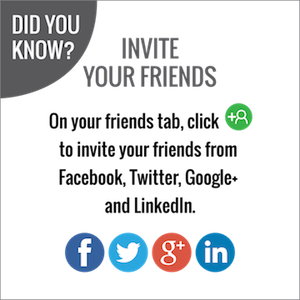 DID YOU
KNOW?
INVITE
YOUR FRIENDS
On your friends tab, click
to invite your friends from
Facebook, Twitter, Google+
and LinkedIn.
f g+ in